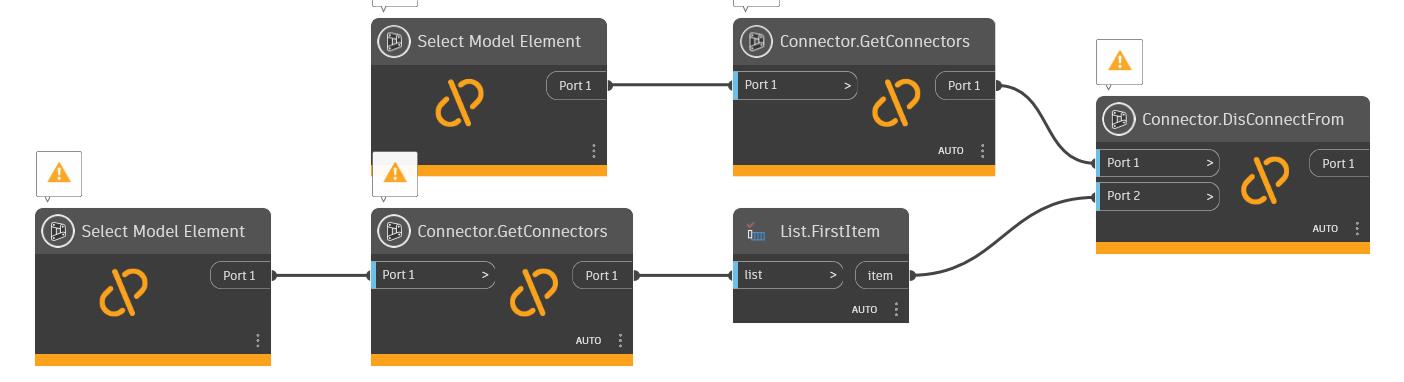 Select Model Element
Port 1
Connector.GetConnectors
Port 1 >
Port 1
AUTO
Connector.DisConnectFrom
Port 1 >
Port 1
Port 2 >
AUTO
Select Model Element
Port 1
Connector.GetConnectors
Port 1 >
Port 1
AUTO
List.FirstItem
list >
item
AUTO